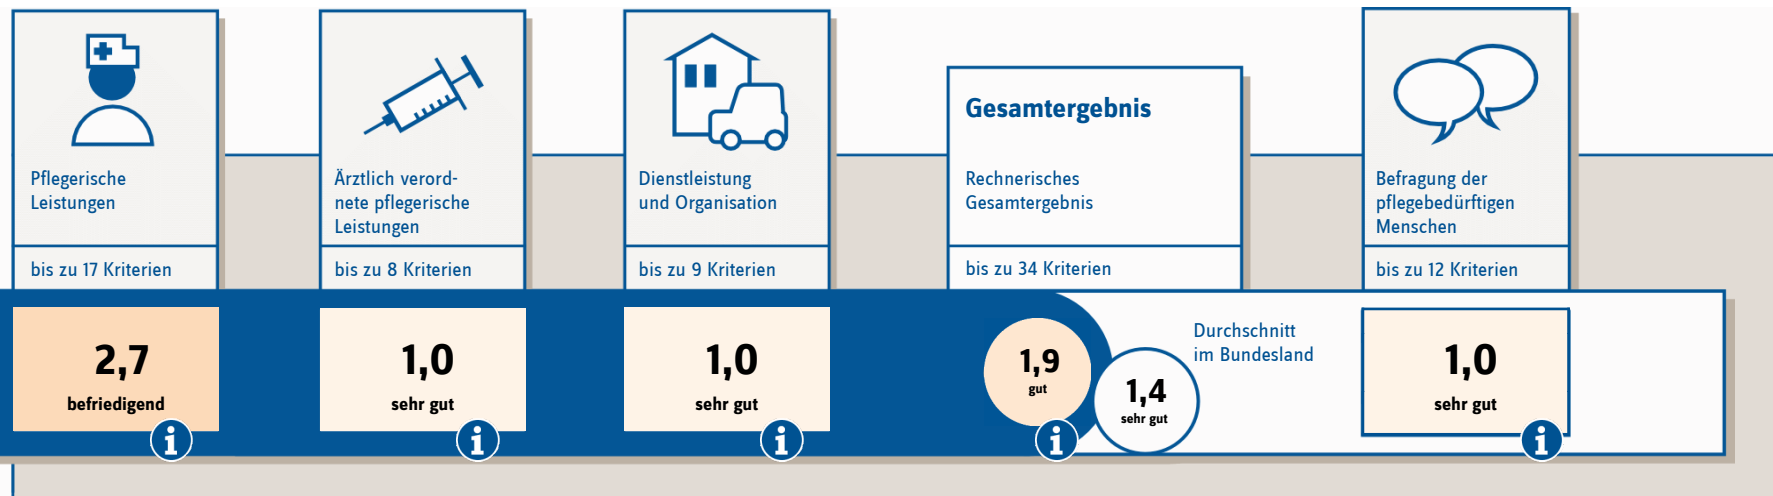 Pflegerische
Leistungen
bis zu 17 Kriterien
2,7
befriedigend
Ärztlich verord-
nete pflegerische
Leistungen
bis zu 8 Kriterien
1,0
sehr gut
Dienstleistung
und Organisation
bis zu 9 Kriterien
1,0
sehr gut
Gesamtergebnis
Rechnerisches
Gesamtergebnis
bis zu 34 Kriterien
1,9
gut
1,4
sehr gut
Durchschnitt
im Bundesland
Befragung der
pflegebedürftigen
Menschen
bis zu 12 Kriterien
1,0
sehr gut